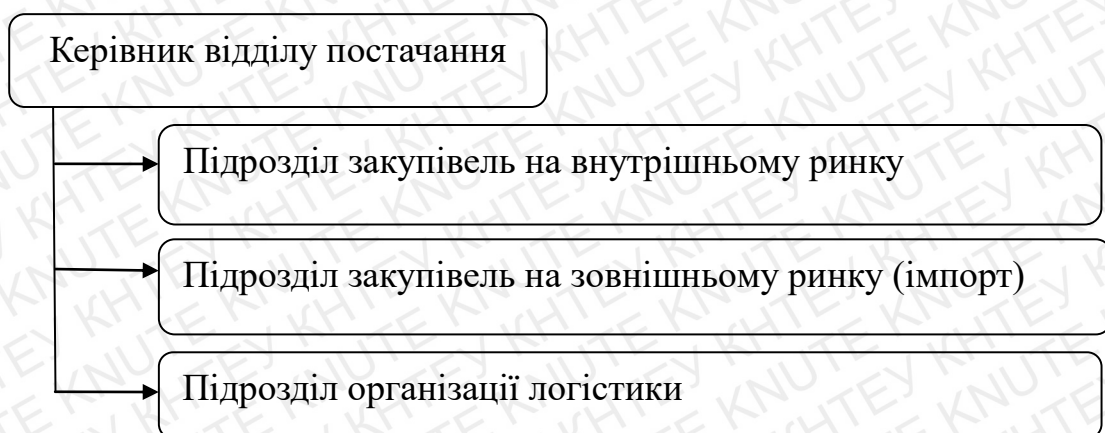 Керівник відділу постачання
Підрозділ закупівель на внутрішньому ринку
Підрозділ закупівель на зовнішньому ринку (імпорт)
Підрозділ організації логістики